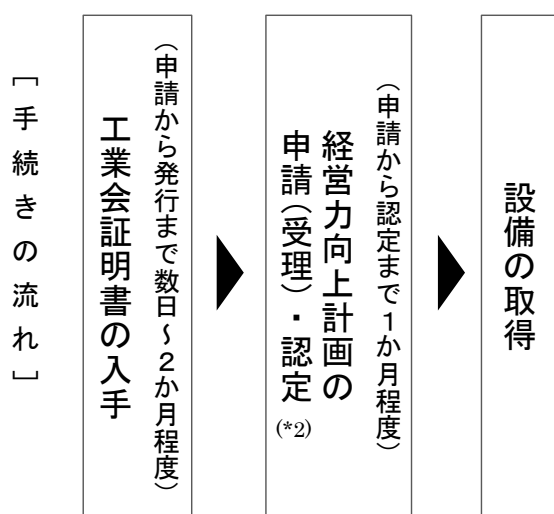 ［手続きの流れ］
工業会証明書の入手
（申請から発行まで数日～２か月程度）
経営力向上計画の
申請（受理）・認定
(*2)
（申請から認定まで１か月程度）
設備の取得